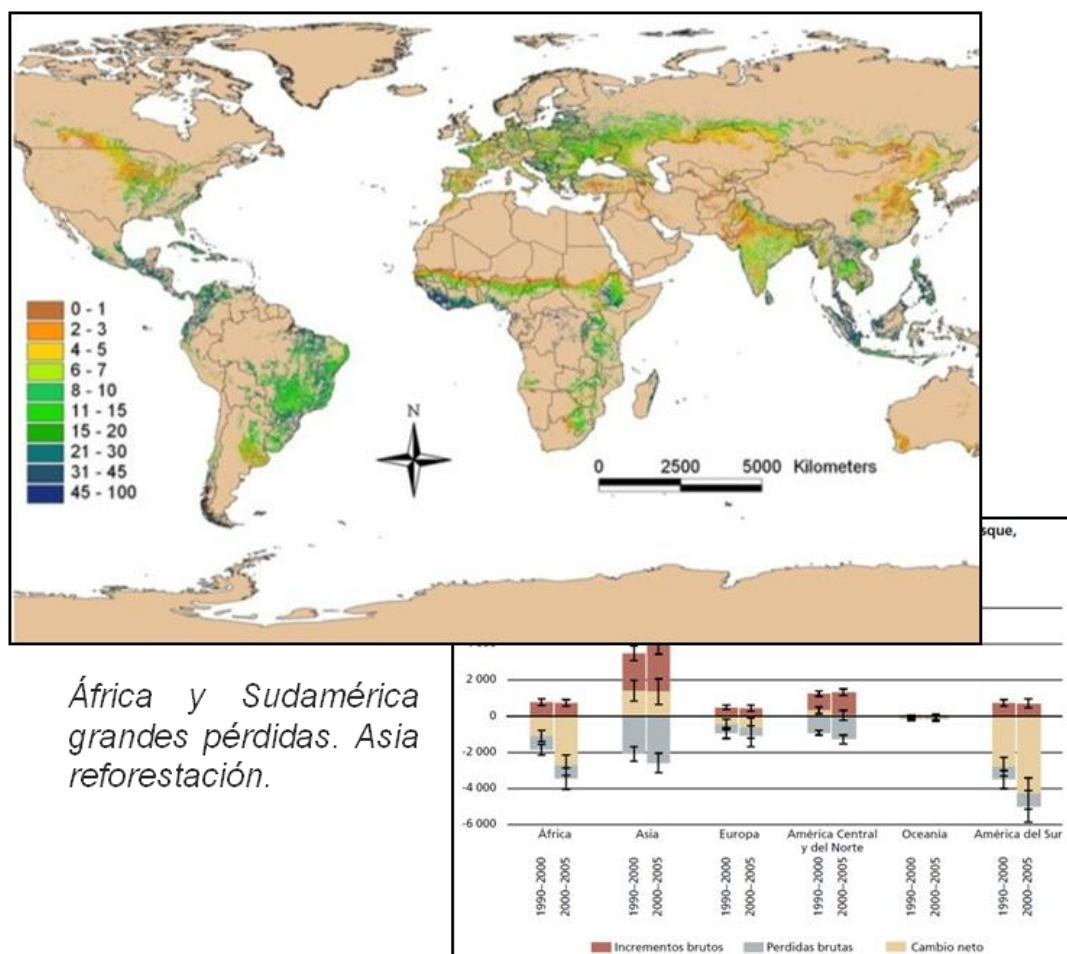 N
0 - 1
2 - 3
4 - 5
6 - 7
8 - 10
11 - 15
15 - 20
21 - 30
31 - 45
45 - 100
0 2500 5000 Kilometers
África y Sudamérica
grandes pérdidas. Asia
reforestación.
2 000
0
-2 000
-4 000
-6 000
África Asia Europa América Central Oceanía América del Sur
y del Norte
1990–2000 2000–2005 1990–2000 2000–2005 1990–2000 2000–2005 1990–2000 2000–2005 1990–2000 2000–2005 1990–2000 2000–2005
Incrementos brutos Perdidas brutas Cambio neto